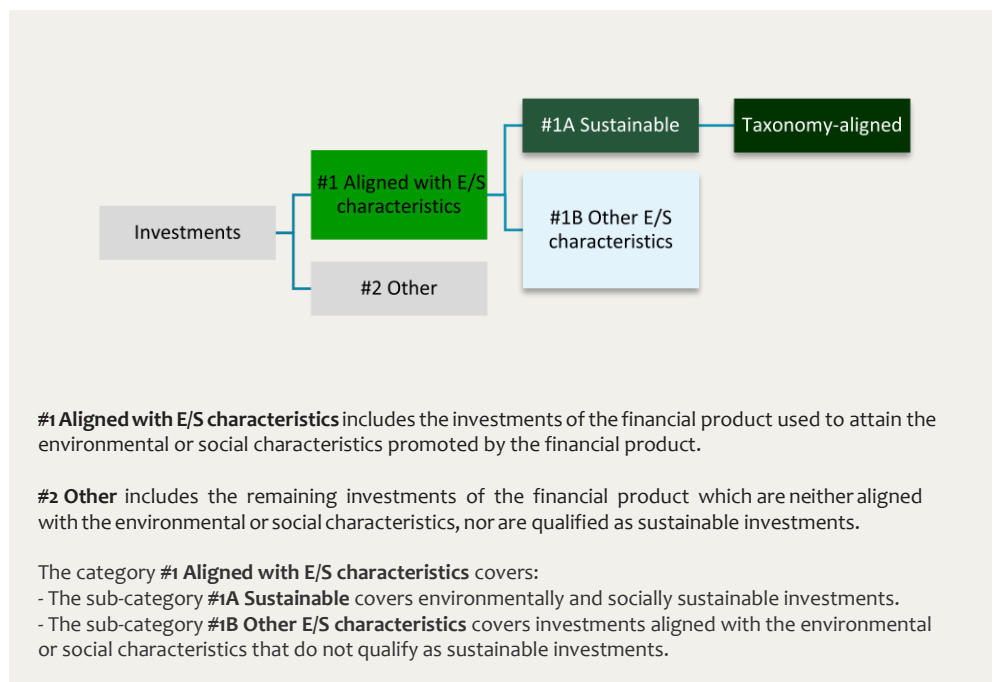 #1A Sustainable
Taxonomy-aligned
#1 Aligned with E/S
characteristics
#1B Other E/S
characteristics
Investments
#2 Other
#1 Aligned with E/S characteristics includes the investments of the financial product used to attain the
environmental or social characteristics promoted by the financial product.
#2 Other includes the remaining investments of the financial product which are neither aligned
with the environmental or social characteristics, nor are qualified as sustainable investments.
The category #1 Aligned with E/S characteristics covers:
- The sub-category #1A Sustainable covers environmentally and socially sustainable investments.
- The sub-category #1B Other E/S characteristics covers investments aligned with the environmental
or social characteristics that do not qualify as sustainable investments.